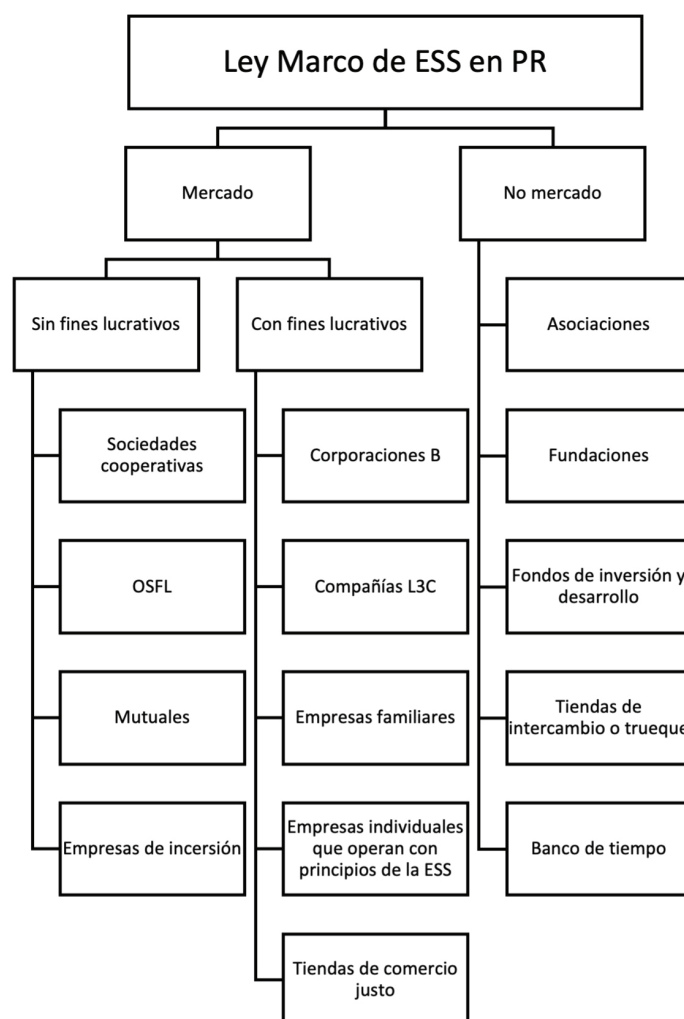 Ley Marco de ESS en PR
Mercado
No mercado
Sin fines lucrativos
Con fines lucrativos
Asociaciones
Sociedades
cooperativas
Corporaciones B
Fundaciones
OSFL
Compañías L3C
Fondos de inversión y
desarrollo
Mutuales
Empresas familiares
Tiendas de
intercambio o trueque
Empresas de incersión
Empresas individuales
que operan con
principios de la ESS
Banco de tiempo
Tiendas de comercio
justo